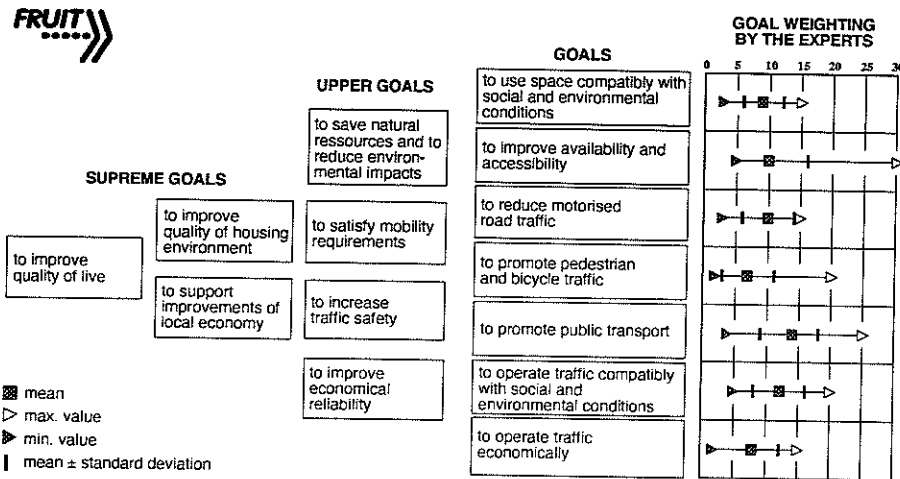 FRUIT
GOAL WEIGHTING
BY THE EXPERTS
0 5 10 15 20 25 30
GOALS
UPPER GOALS
SUPREME GOALS
to improve
quality of live
to improve
quality of housing
environment
to support
improvements of
local economy
to save natural
ressources and to
reduce environ-
mental impacts
to satisfy mobility
requirements
to increase
traffic safety
to improve
economical
reliability
to use space compatibly with
social and environmental
conditions
to improve availability and
accessibility
to reduce motorised
road traffic
to promote pedestrian
and bicycle traffic
to promote public transport
to operate traffic compatibly
with social and
environmental conditions
to operate traffic
economically
mean
max. value
min. value
mean ± standard deviation